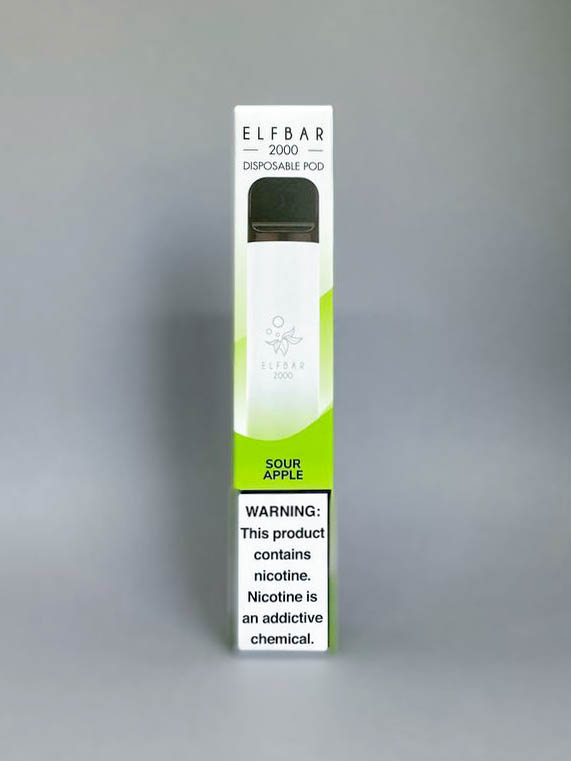 ELFBAR
2000
DISPOSABLE POD
ELFBAR
2000
SOUR
APPLE
WARNING:
This product
contains
nicotine.
Nicotine is
an addictive
chemical.